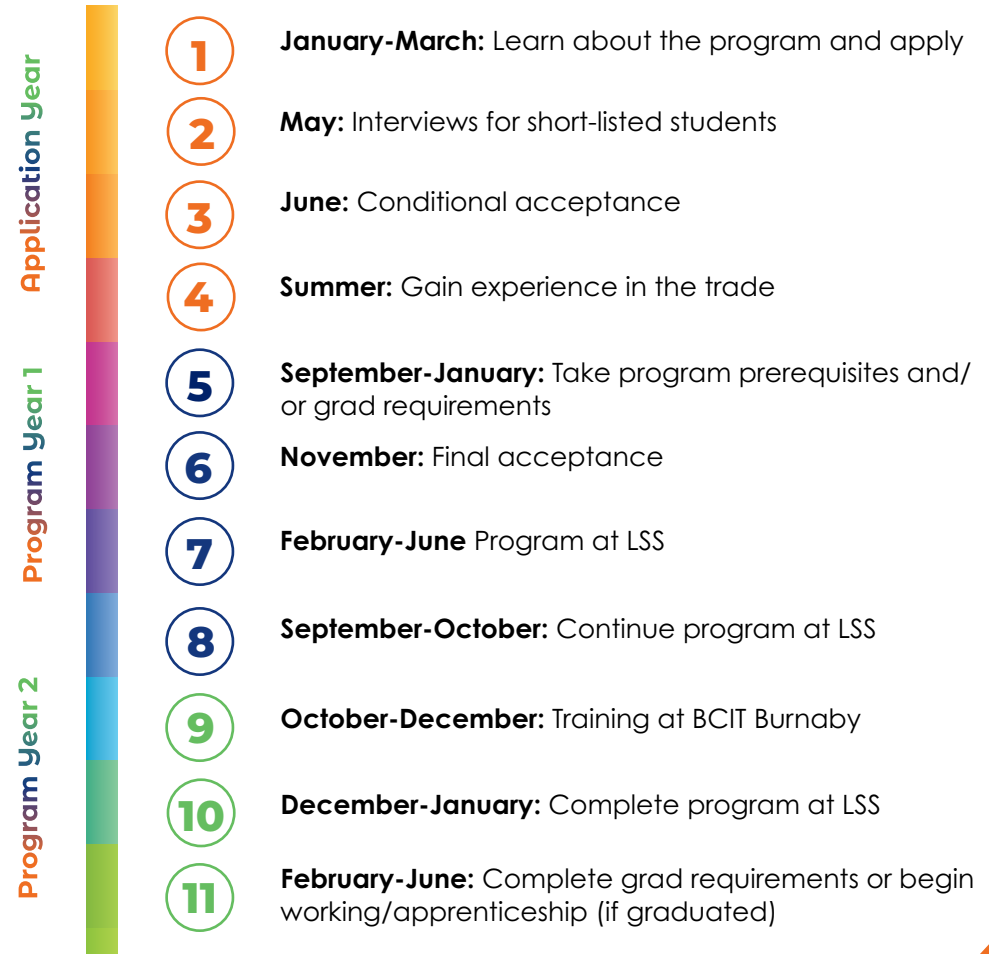 Application Year
1
January-March: Learn about the program and apply
2
May: Interviews for short-listed students
3
June: Conditional acceptance
4
Summer: Gain experience in the trade
Program Year 1
5
September-January: Take program prerequisites and/
or grad requirements
6
November: Final acceptance
7
February-June Program at LSS
8
September-October: Continue program at LSS
Program Year 2
9
October-December: Training at BCIT Burnaby
10
December-January: Complete program at LSS
11
February-June: Complete grad requirements or begin
working/apprenticeship (if graduated)